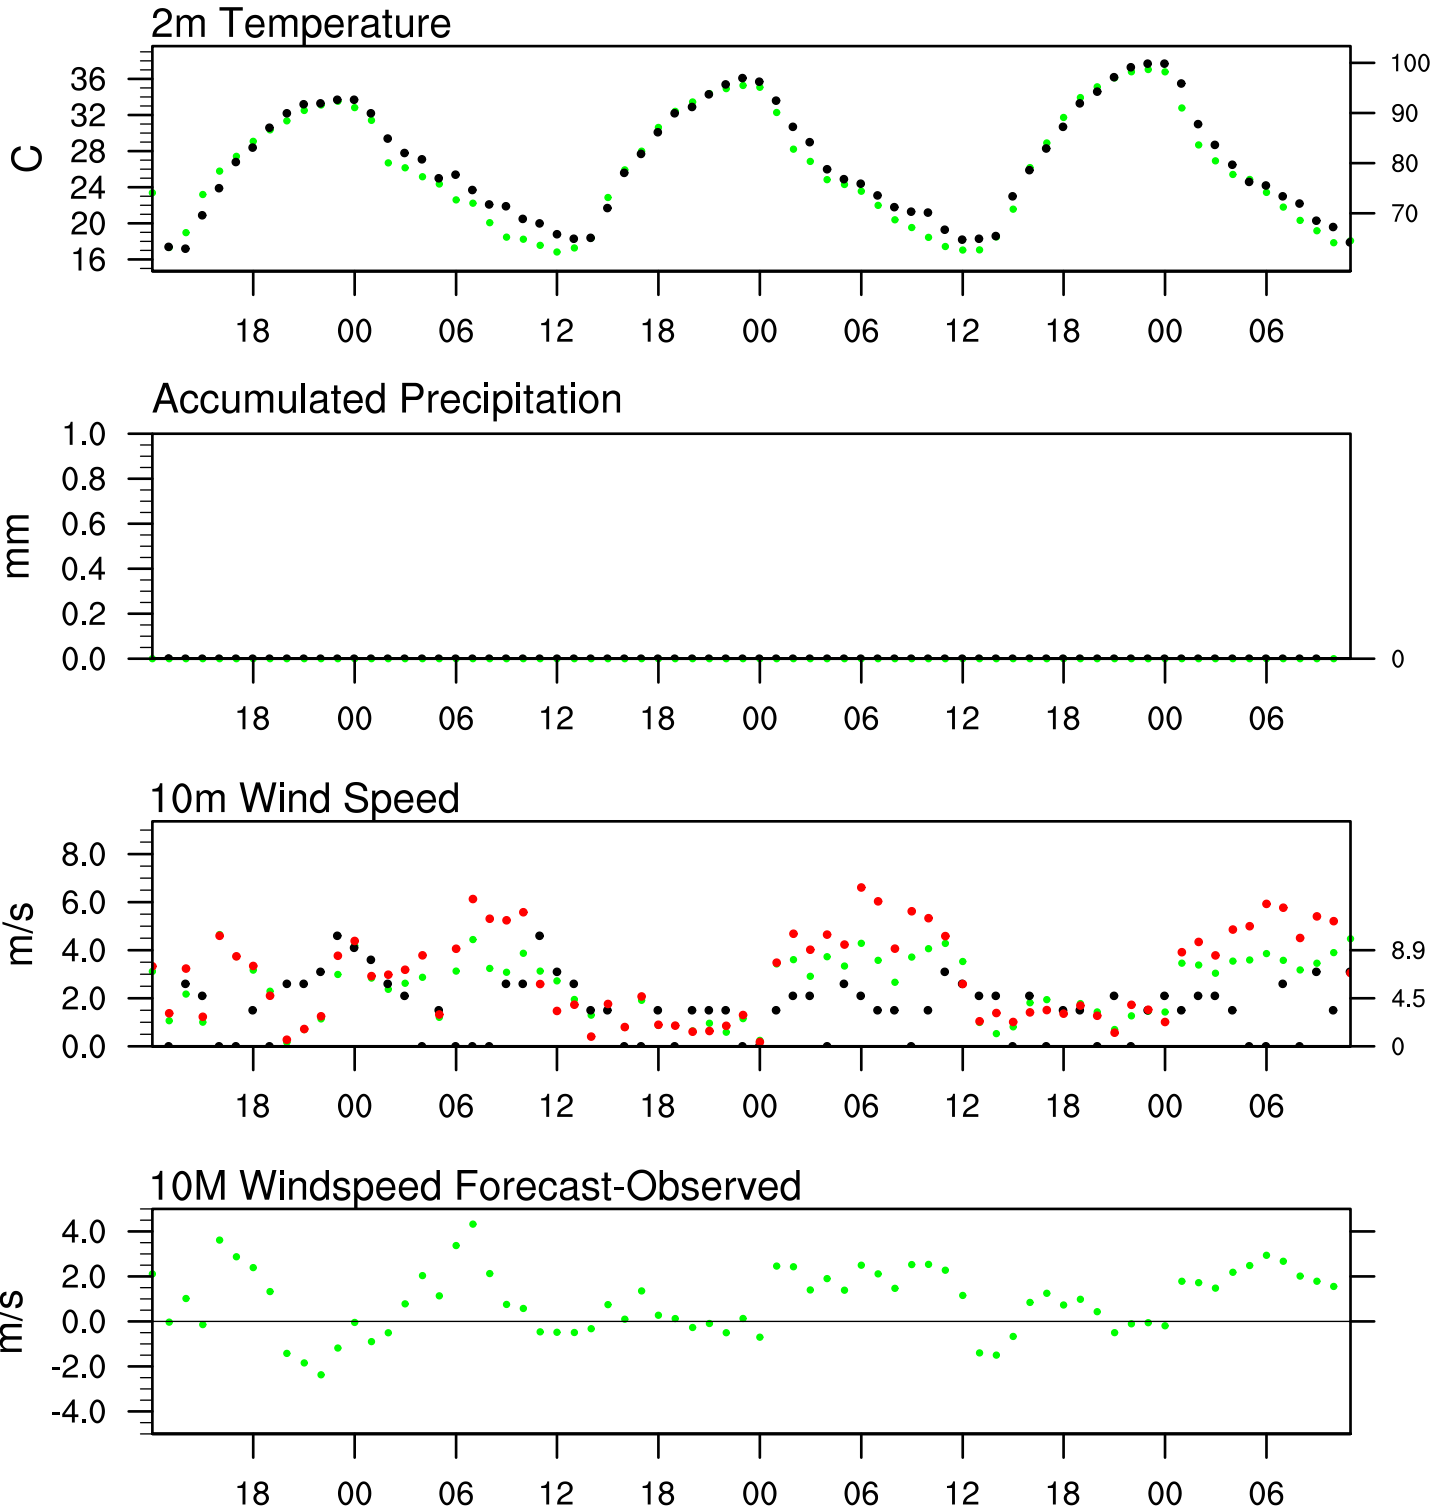 2m Temperature
36
32
28
24
20
16
C
100
90
80
70
18 00 06 12 18 00 06 12 18 00 06
Accumulated Precipitation
1.0
0.8
0.6
0.4
0.2
0.0
mm
0
18 00 06 12 18 00 06 12 18 00 06
10m Wind Speed
8.0
6.0
4.0
2.0
0.0
m/s
8.9
4.5
0
18 00 06 12 18 00 06 12 18 00 06
10M Windspeed Forecast-Observed
4.0
2.0
0.0
-2.0
-4.0
m/s
18 00 06 12 18 00 06 12 18 00 06